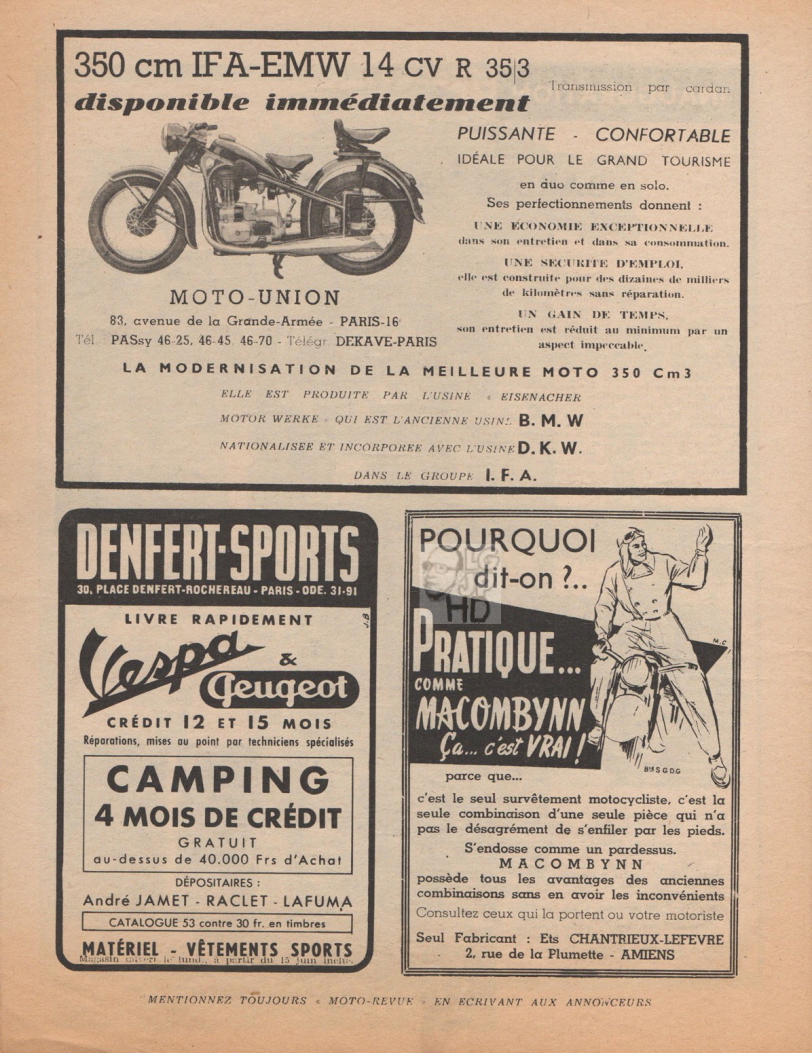 350 cm IFA-EMW 14 CV R 35|3
Transmission par cardan
disponible immédiatement
PUISSANTE - CONFORTABLE
IDÉALE POUR LE GRAND TOURISME
en duo comme en solo.
Ses perfectionnements donnent :
UNE ÉCONOMIE EXCEPTIONNELLE
dans son entretien et dans sa consommation.
UNE SECURITE D'EMPLOI,
elle est construite pour des dizaines de milliers
de kilomètres sans réparation.
UN GAIN DE TEMPS,
son entretien est réduit au minimum par un
aspect impeccable.
MOTO-UNION
83, avenue de la Grande-Armée - PARIS-16
Tél. PASsy 46-25, 46-45, 46-70 - Télégr. DEKAVE-PARIS
LA MODERNISATION DE LA MEILLEURE MOTO 350 Cm3
ELLE EST PRODUITE PAR L'USINE « EISENACHER
MOTOR WERKE » QUI EST L'ANCIENNE USINE B. M. W
NATIONALISEE ET INCORPOREE AVEC L'USINE D. K. W.
DANS LE GROUPE I. F. A.
DENFERT-SPORTS
30, PLACE DENFERT-ROCHEREAU - PARIS - ODE. 31-91
J.B
LIVRE RAPIDEMENT
Vespa
&
Peugeot
CRÉDIT 12 ET 15 MOIS
Réparations, mises au point par techniciens spécialisés
CAMPING
4 MOIS DE CRÉDIT
GRATUIT
au-dessus de 40.000 Frs d'Achat
DÉPOSITAIRES :
André JAMET - RACLET - LAFUMA
CATALOGUE 53 contre 30 fr. en timbres
MATÉRIEL - VÊTEMENTS SPORTS
Magasin ouvert le lundi, à partir du 15 juin inclus
POURQUOI
dit-on ?..
HD
PRATIQUE...
COMME
MACOMBYNN
Ça... c'est VRAI !
M.C
Bté S G D G
parce que...
c'est le seul survêtement motocycliste, c'est la
seule combinaison d'une seule pièce qui n'a
pas le désagrément de s'enfiler par les pieds.
S'endosse comme un pardessus.
MACOMBYNN
possède tous les avantages des anciennes
combinaisons sans en avoir les inconvénients
Consultez ceux qui la portent ou votre motoriste
Seul Fabricant : Ets CHANTRIEUX-LEFEVRE
2, rue de la Plumette - AMIENS
MENTIONNEZ TOUJOURS « MOTO-REVUE » EN ECRIVANT AUX ANNONCEURS